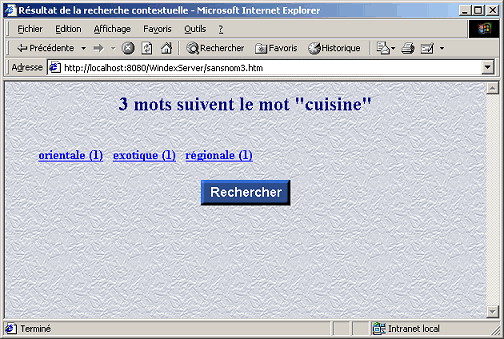 Résultat de la recherche contextuelle - Microsoft Internet Explorer
Fichier Edition Affichage Favoris Outils ?
Précédente Rechercher Favoris Historique
Adresse http://localhost:8080/WindexServer/sansnom3.htm
3 mots suivent le mot "cuisine"
orientale (1) exotique (1) régionale (1)
Rechercher
Terminé Intranet local